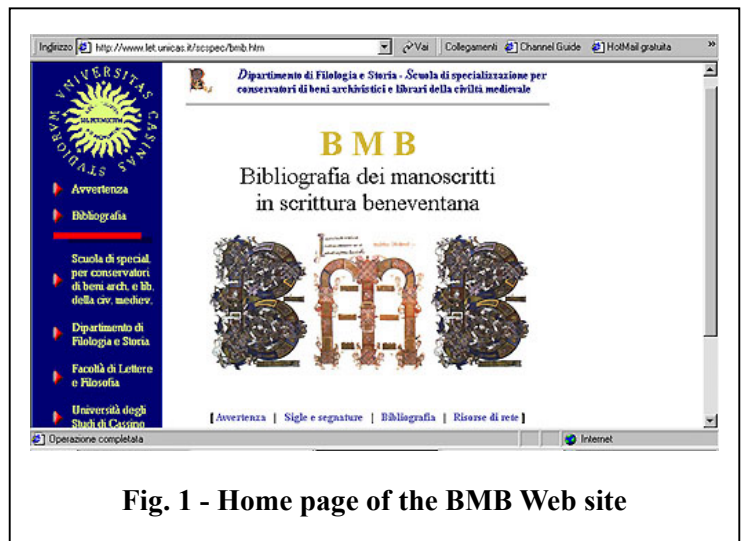 Indirizzo http://www.let.unicas.it/scspec/bmb.htm Vai Collegamenti Channel Guide HotMail gratuita »
STVDIORVM VNIVERSITAS CASINAS
Dipartimento di Filologia e Storia - Scuola di specializzazione per
conservatori di beni archivistici e librari della civiltà medievale
B M B
Bibliografia dei manoscritti
in scrittura beneventana
Avvertenza
Bibliografia
Scuola di special.
per conservatori
di beni arch. e lib.
della civ. mediev.
Dipartimento di
Filologia e Storia
Facoltà di Lettere
e Filosofia
Università degli
Studi di Cassino
[ Avvertenza | Sigle e segnature | Bibliografia | Risorse di rete ]
Operazione completata Internet
Fig. 1 - Home page of the BMB Web site